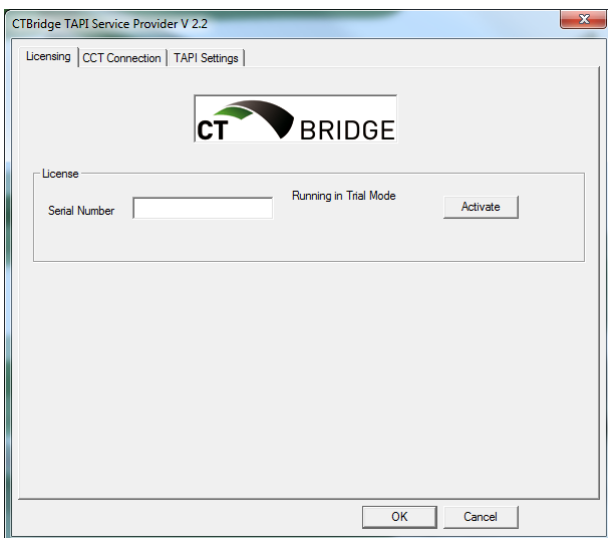 CTBridge TAPI Service Provider V 2.2
Licensing CCT Connection TAPI Settings
CT BRIDGE
License
Running in Trial Mode
Serial Number Activate
OK Cancel